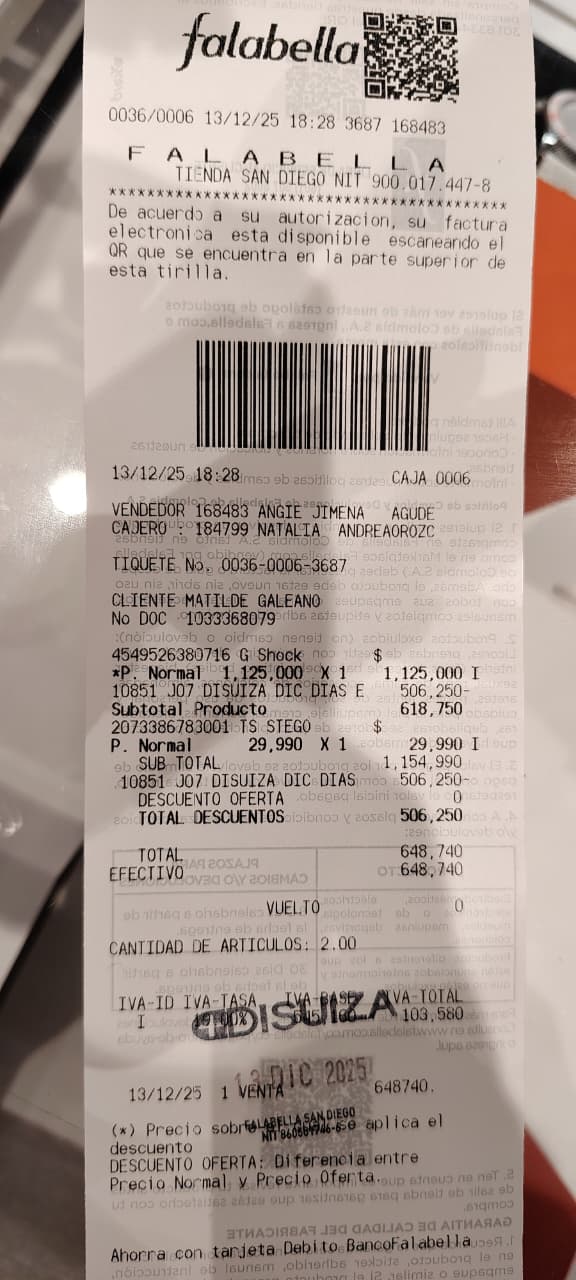 falabella
0036/0006 13/12/25 18:28 3687 168483
F A L A B E L L A
TIENDA SAN DIEGO NIT 900.017.447-8
******************************************
De acuerdo a su autorizacion, su factura
electronica esta disponible escaneando el
QR que se encuentra en la parte superior de
esta tirilla.
13/12/25 18:28 CAJA 0006
VENDEDOR 168483 ANGIE JIMENA AGUDE
CAJERO 184799 NATALIA ANDREAOROZC
TIQUETE No. 0036-0006-3687
CLIENTE MATILDE GALEANO
No DOC 1033368079
4549526380716 G Shock $
*P. Normal 1,125,000 X 1 1,125,000 I
10851 J07 DISUIZA DIC DIAS E 506,250-
Subtotal Producto 618,750
2073386783001 TS STEGO $
P. Normal 29,990 X 1 29,990 I
SUB TOTAL 1,154,990
10851 J07 DISUIZA DIC DIAS 506,250-
DESCUENTO OFERTA 0
TOTAL DESCUENTOS 506,250
TOTAL 648,740
EFECTIVO 648,740
VUELTO 0
CANTIDAD DE ARTICULOS: 2.00
IVA-ID IVA-TASA IVA-BASE IVA-TOTAL
I 103,580
DISUIZA
13 DIC 2025
13/12/25 1 VENTA 648740.
FALABELLA SAN DIEGO
(*) Precio sobre el que se aplica el
descuento
DESCUENTO OFERTA: Diferencia entre
Precio Normal y Precio Oferta.
Ahorra con tarjeta Debito BancoFalabella